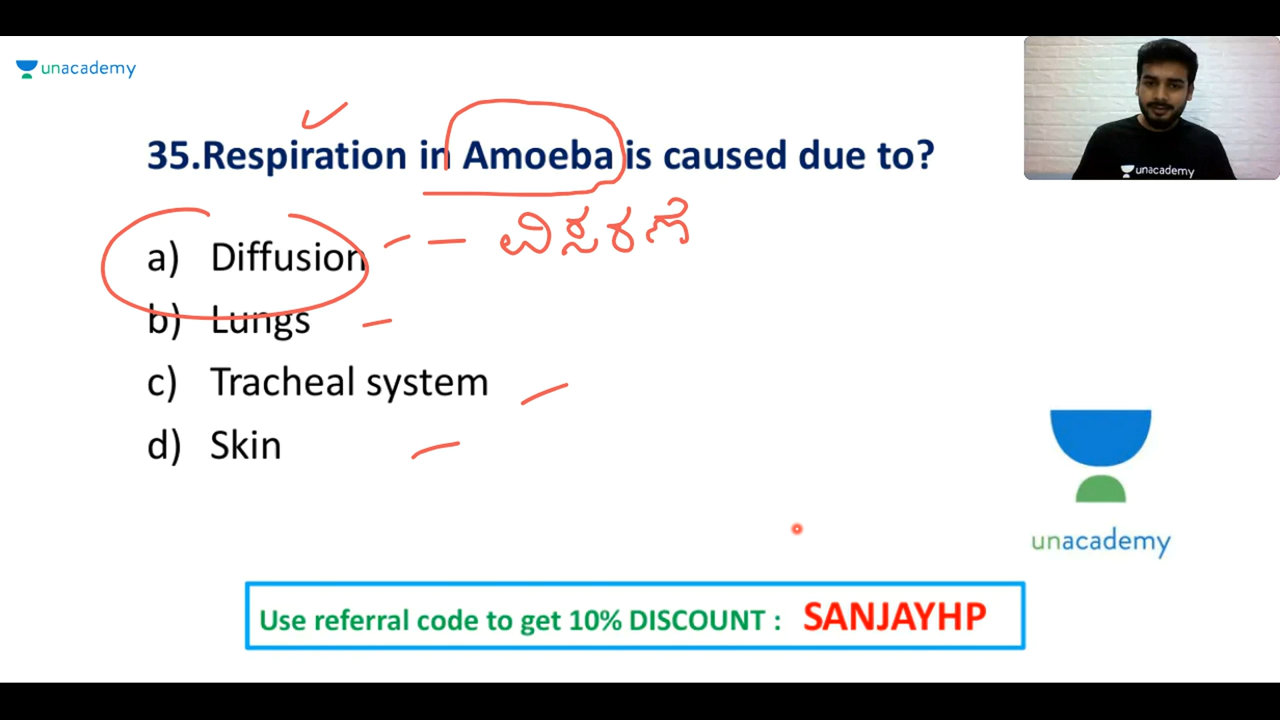 unacademy
35.Respiration in Amoeba is caused due to?
a) Diffusion -- ವಿಸರಣೆ
b) Lungs
c) Tracheal system
d) Skin
unacademy
unacademy
Use referral code to get 10% DISCOUNT : SANJAYHP